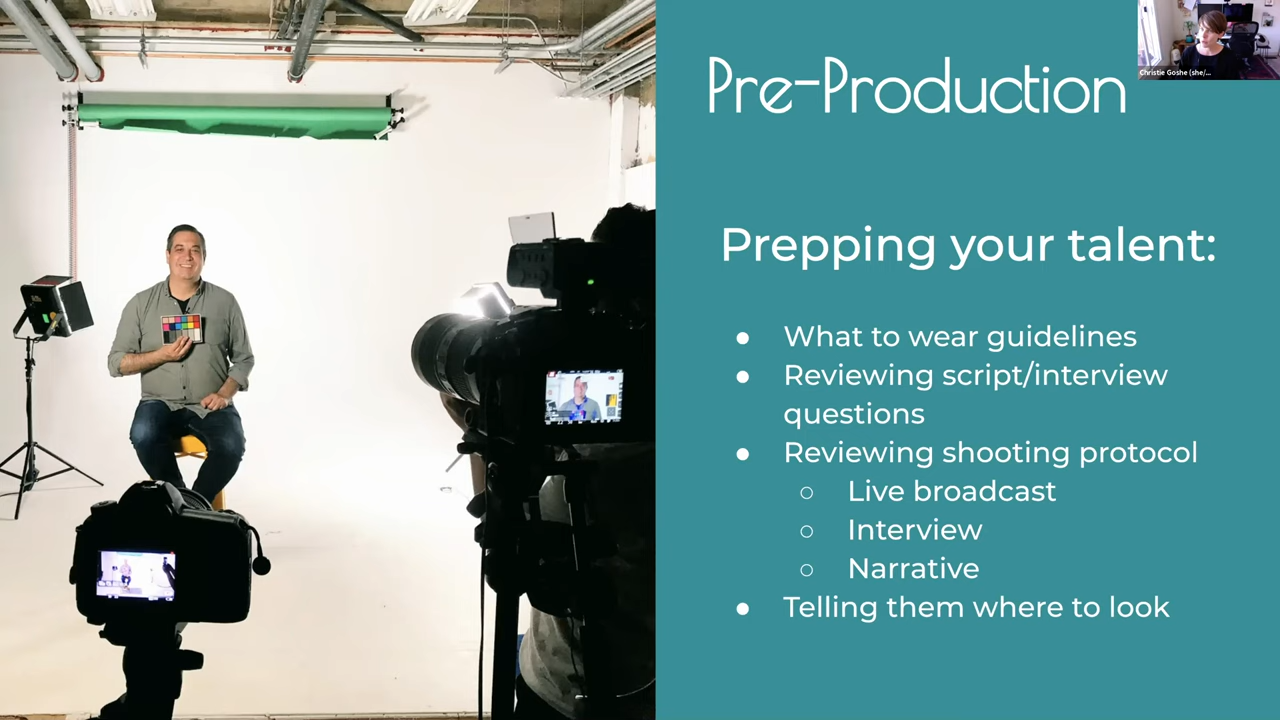 Pre-Production
Christie Goshe (she/...
Prepping your talent:
● What to wear guidelines
● Reviewing script/interview
questions
● Reviewing shooting protocol
○ Live broadcast
○ Interview
○ Narrative
● Telling them where to look